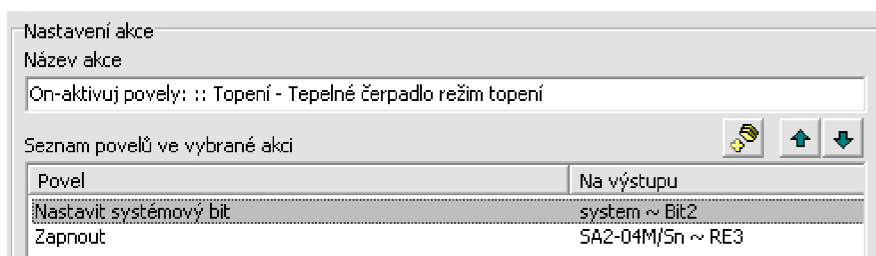 Nastavení akce
Název akce
On-aktivuj povely: :: Topení - Tepelné čerpadlo režim topení
Seznam povelů ve vybrané akci
Povel Na výstupu
Nastavit systémový bit system ~ Bit2
Zapnout SA2-04M/Sn ~ RE3